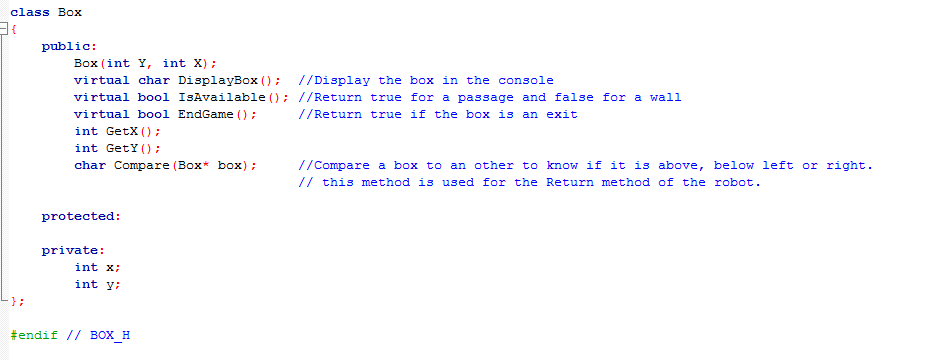 class Box
{
public:
Box(int Y, int X);
virtual char DisplayBox(); //Display the box in the console
virtual bool IsAvailable(); //Return true for a passage and false for a wall
virtual bool EndGame(); //Return true if the box is an exit
int GetX();
int GetY();
char Compare(Box* box); //Compare a box to an other to know if it is above, below left or right.
// this method is used for the Return method of the robot.
protected:
private:
int x;
int y;
};
#endif // BOX_H